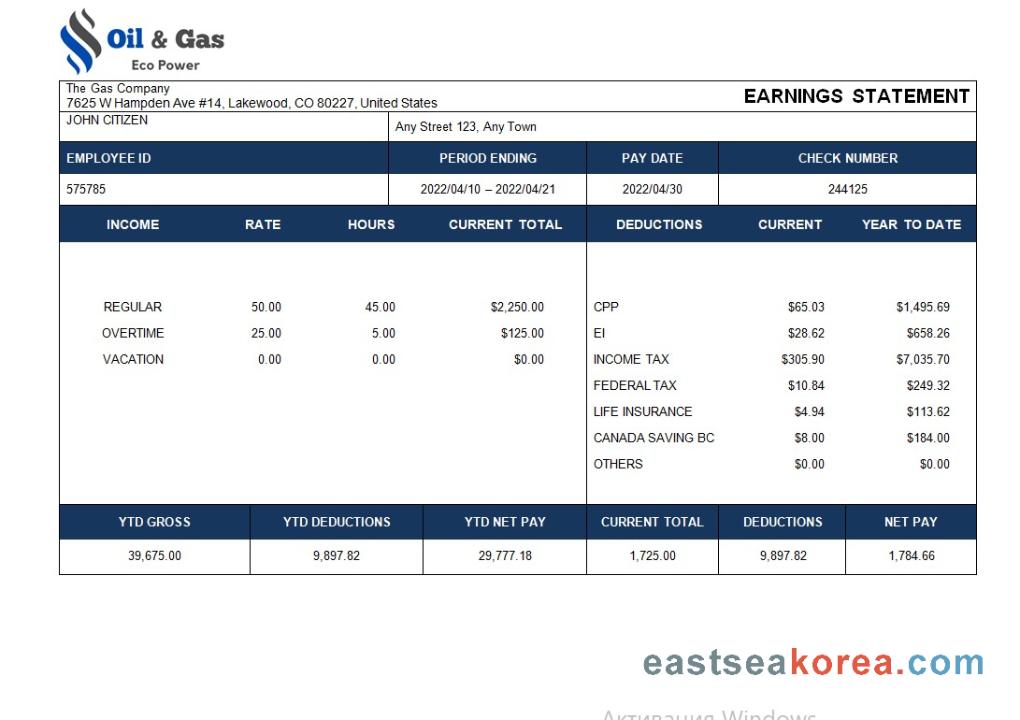 Oil & Gas
Eco Power
The Gas Company
7625 W Hampden Ave #14, Lakewood, CO 80227, United States
EARNINGS STATEMENT
JOHN CITIZEN
Any Street 123, Any Town
EMPLOYEE ID PERIOD ENDING PAY DATE CHECK NUMBER
575785 2022/04/10 – 2022/04/21 2022/04/30 244125
INCOME RATE HOURS CURRENT TOTAL DEDUCTIONS CURRENT YEAR TO DATE
REGULAR 50.00 45.00 $2,250.00 CPP $65.03 $1,495.69
OVERTIME 25.00 5.00 $125.00 EI $28.62 $658.26
VACATION 0.00 0.00 $0.00 INCOME TAX $305.90 $7,035.70
FEDERAL TAX $10.84 $249.32
LIFE INSURANCE $4.94 $113.62
CANADA SAVING BC $8.00 $184.00
OTHERS $0.00 $0.00
YTD GROSS YTD DEDUCTIONS YTD NET PAY CURRENT TOTAL DEDUCTIONS NET PAY
39,675.00 9,897.82 29,777.18 1,725.00 9,897.82 1,784.66
eastseakorea.com
Активация Windows